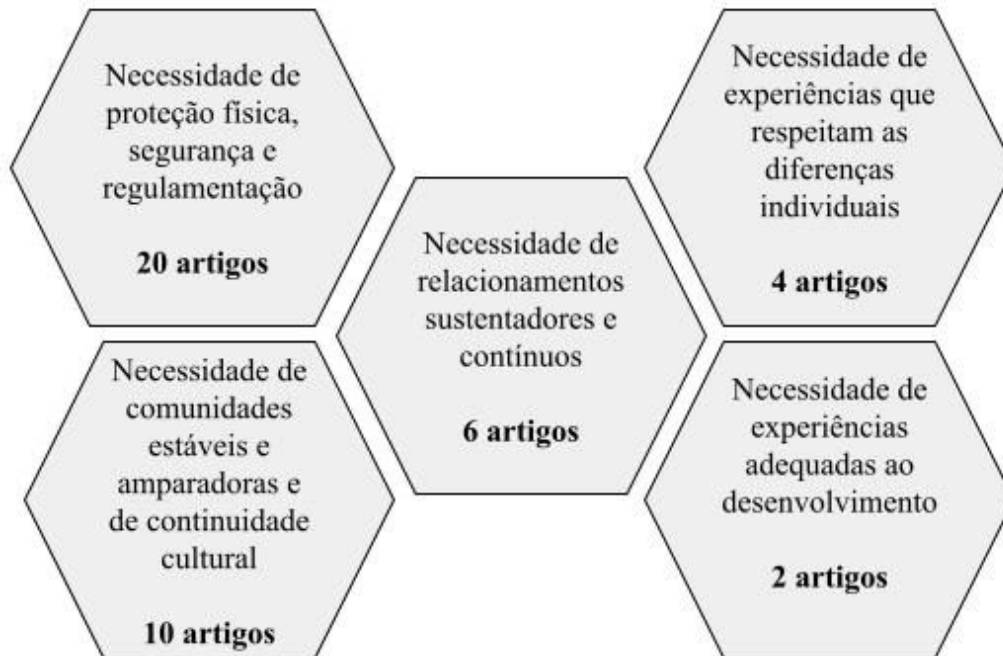 Necessidade de
proteção física,
segurança e
regulamentação
20 artigos
Necessidade de
experiências que
respeitam as
diferenças
individuais
4 artigos
Necessidade de
relacionamentos
sustentadores e
contínuos
6 artigos
Necessidade de
comunidades
estáveis e
amparadoras e
de continuidade
cultural
10 artigos
Necessidade de
experiências
adequadas ao
desenvolvimento
2 artigos